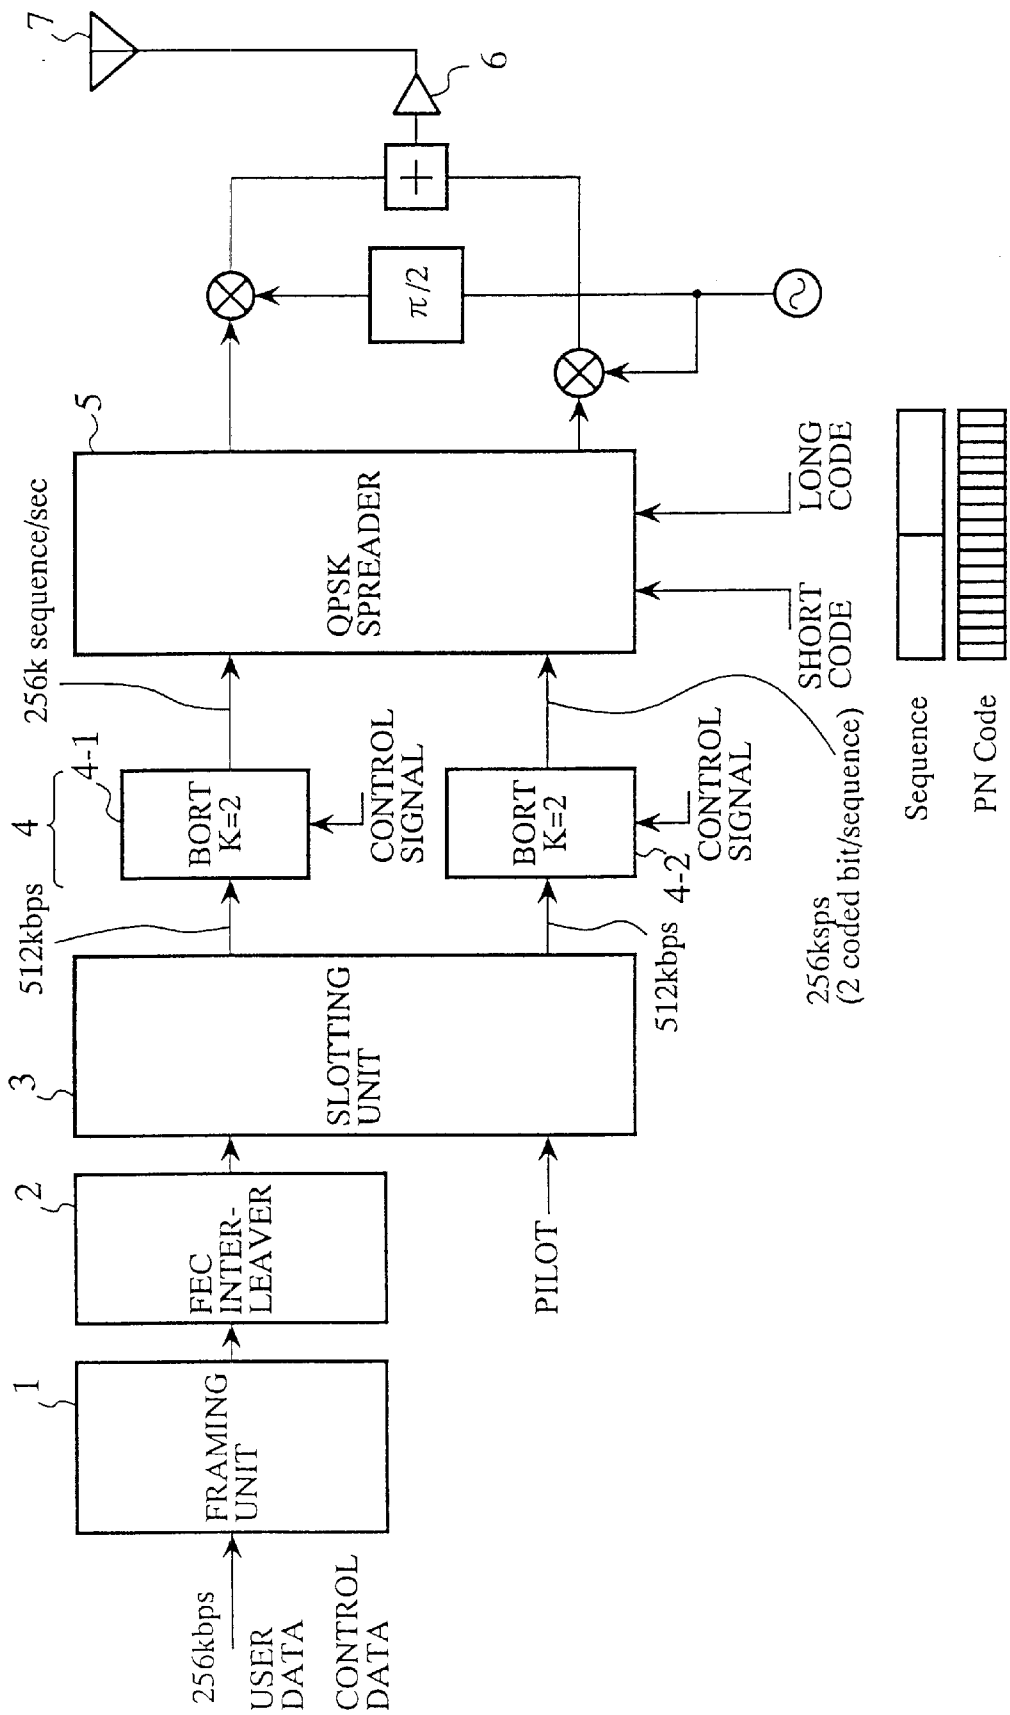 256kbps
USER
DATA
CONTROL
DATA
1
FRAMING
UNIT
2
FEC
INTER-
LEAVER
PILOT
3
SLOTTING
UNIT
512kbps
512kbps
4
4-1
BORT
K=2
CONTROL
SIGNAL
4-2
BORT
K=2
CONTROL
SIGNAL
256k sequence/sec
256ksps
(2 coded bit/sequence)
5
QPSK
SPREADER
SHORT
CODE
LONG
CODE
π/2
+
6
7
Sequence
PN Code